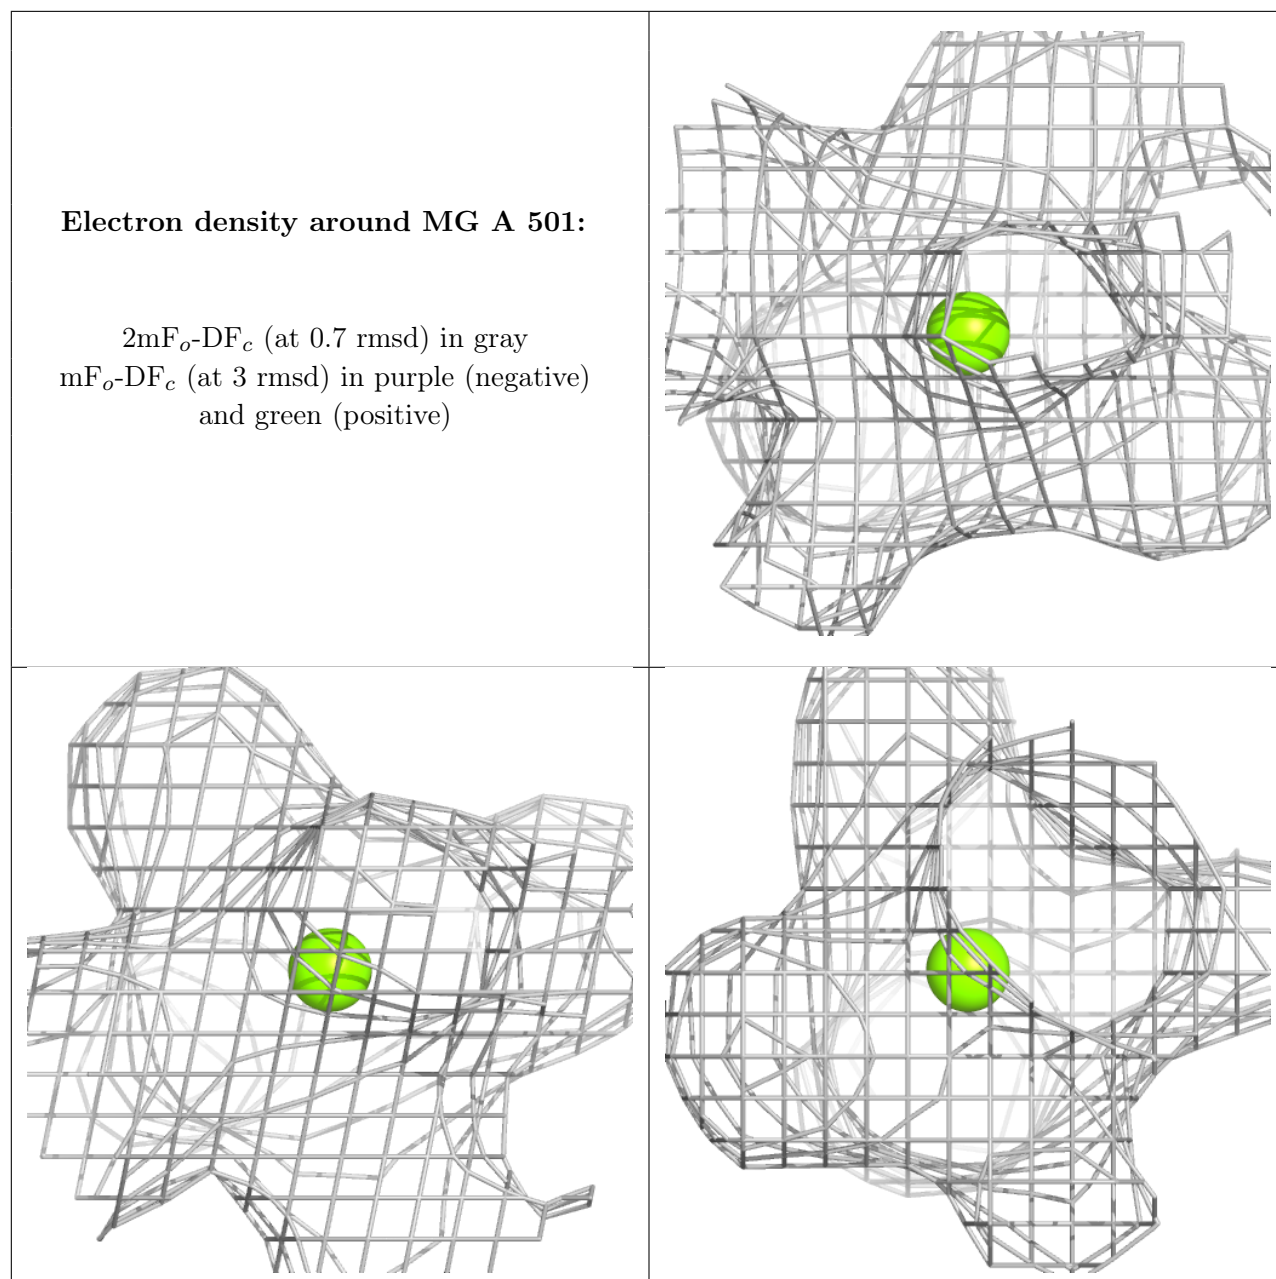 Electron density around MG A 501:
2mFₒ-DF𝒸 (at 0.7 rmsd) in gray
mFₒ-DF𝒸 (at 3 rmsd) in purple (negative)
and green (positive)